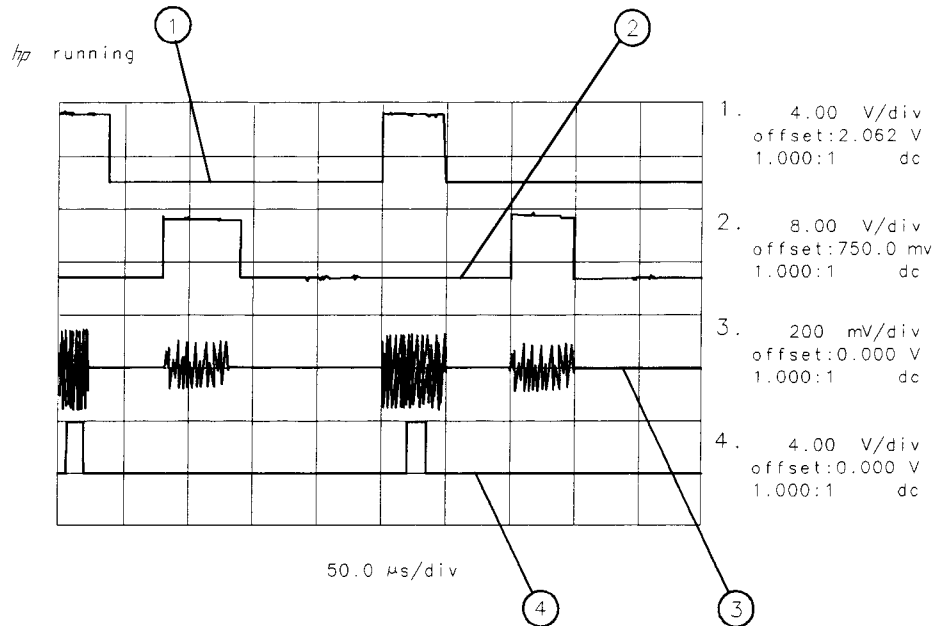 1
2
hp running
1. 4.00 V/div
offset:2.062 V
1.000:1 dc
2. 8.00 V/div
offset:750.0 mv
1.000:1 dc
3. 200 mV/div
offset:0.000 V
1.000:1 dc
4. 4.00 V/div
offset:0.000 V
1.000:1 dc
50.0 µs/div
4
3